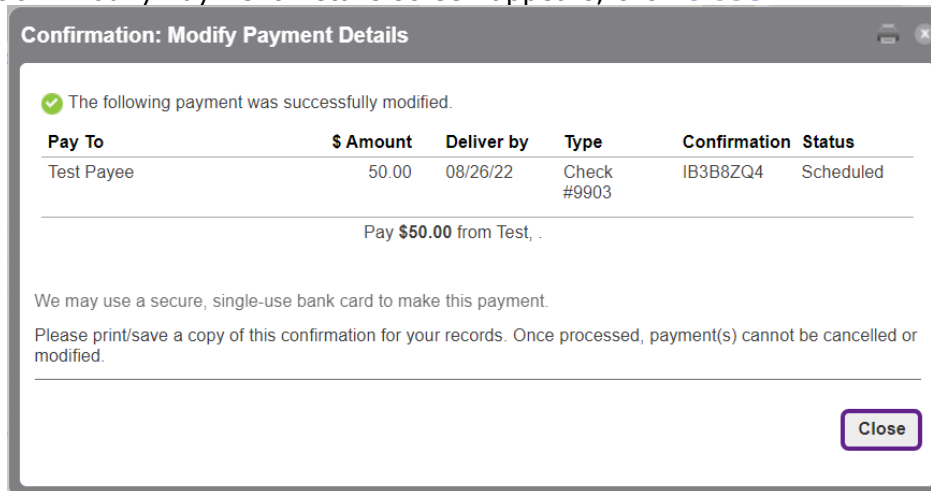 Confirmation: Modify Payment Details
The following payment was successfully modified.
Pay To $ Amount Deliver by Type Confirmation Status
Test Payee 50.00 08/26/22 Check IB3B8ZQ4 Scheduled
#9903
Pay $50.00 from Test, .
We may use a secure, single-use bank card to make this payment.
Please print/save a copy of this confirmation for your records. Once processed, payment(s) cannot be cancelled or
modified.
Close